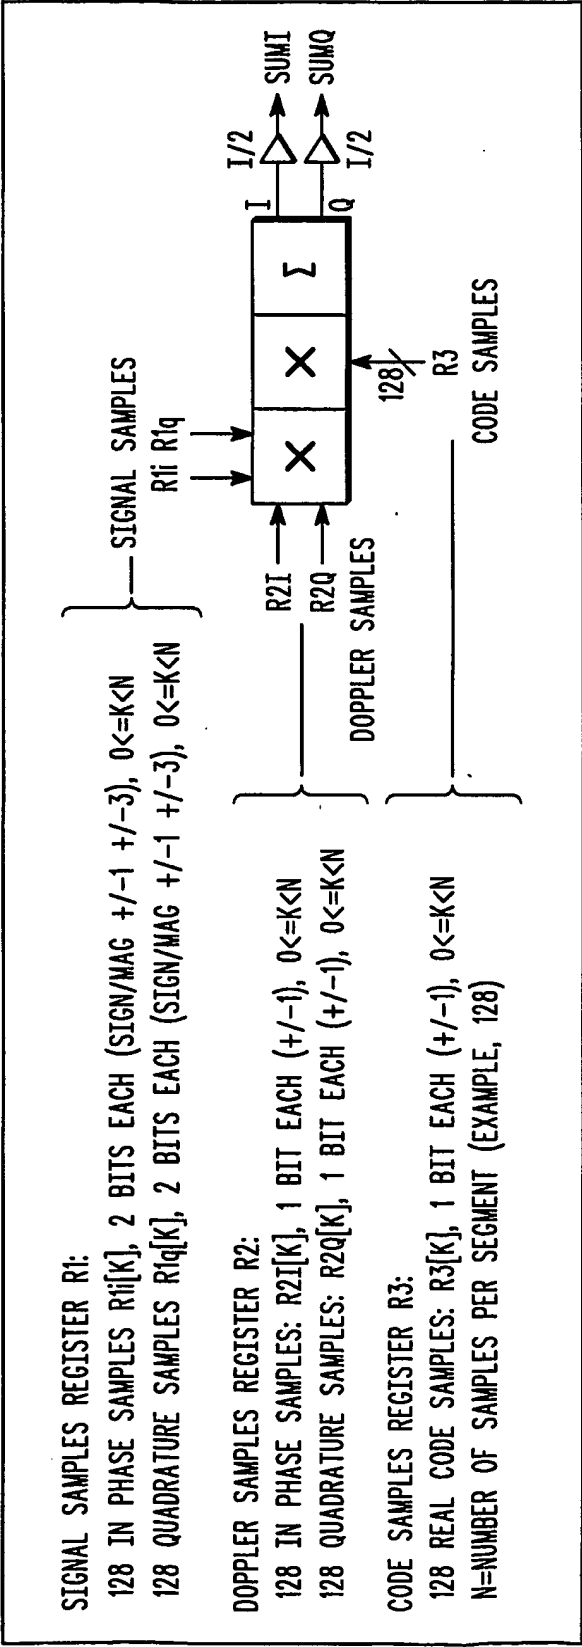 SIGNAL SAMPLES REGISTER R1:
128 IN PHASE SAMPLES R1i[K], 2 BITS EACH (SIGN/MAG +/-1 +/-3), 0<=K<N
128 QUADRATURE SAMPLES R1q[K], 2 BITS EACH (SIGN/MAG +/-1 +/-3), 0<=K<N
DOPPLER SAMPLES REGISTER R2:
128 IN PHASE SAMPLES: R2I[K], 1 BIT EACH (+/-1), 0<=K<N
128 QUADRATURE SAMPLES: R2Q[K], 1 BIT EACH (+/-1), 0<=K<N
CODE SAMPLES REGISTER R3:
128 REAL CODE SAMPLES: R3[K], 1 BIT EACH (+/-1), 0<=K<N
N=NUMBER OF SAMPLES PER SEGMENT (EXAMPLE, 128)
SIGNAL SAMPLES
R1i R1q
R2I
R2Q
DOPPLER SAMPLES
X X Σ
I
Q
I/2
I/2
SUMI
SUMQ
128
R3
CODE SAMPLES